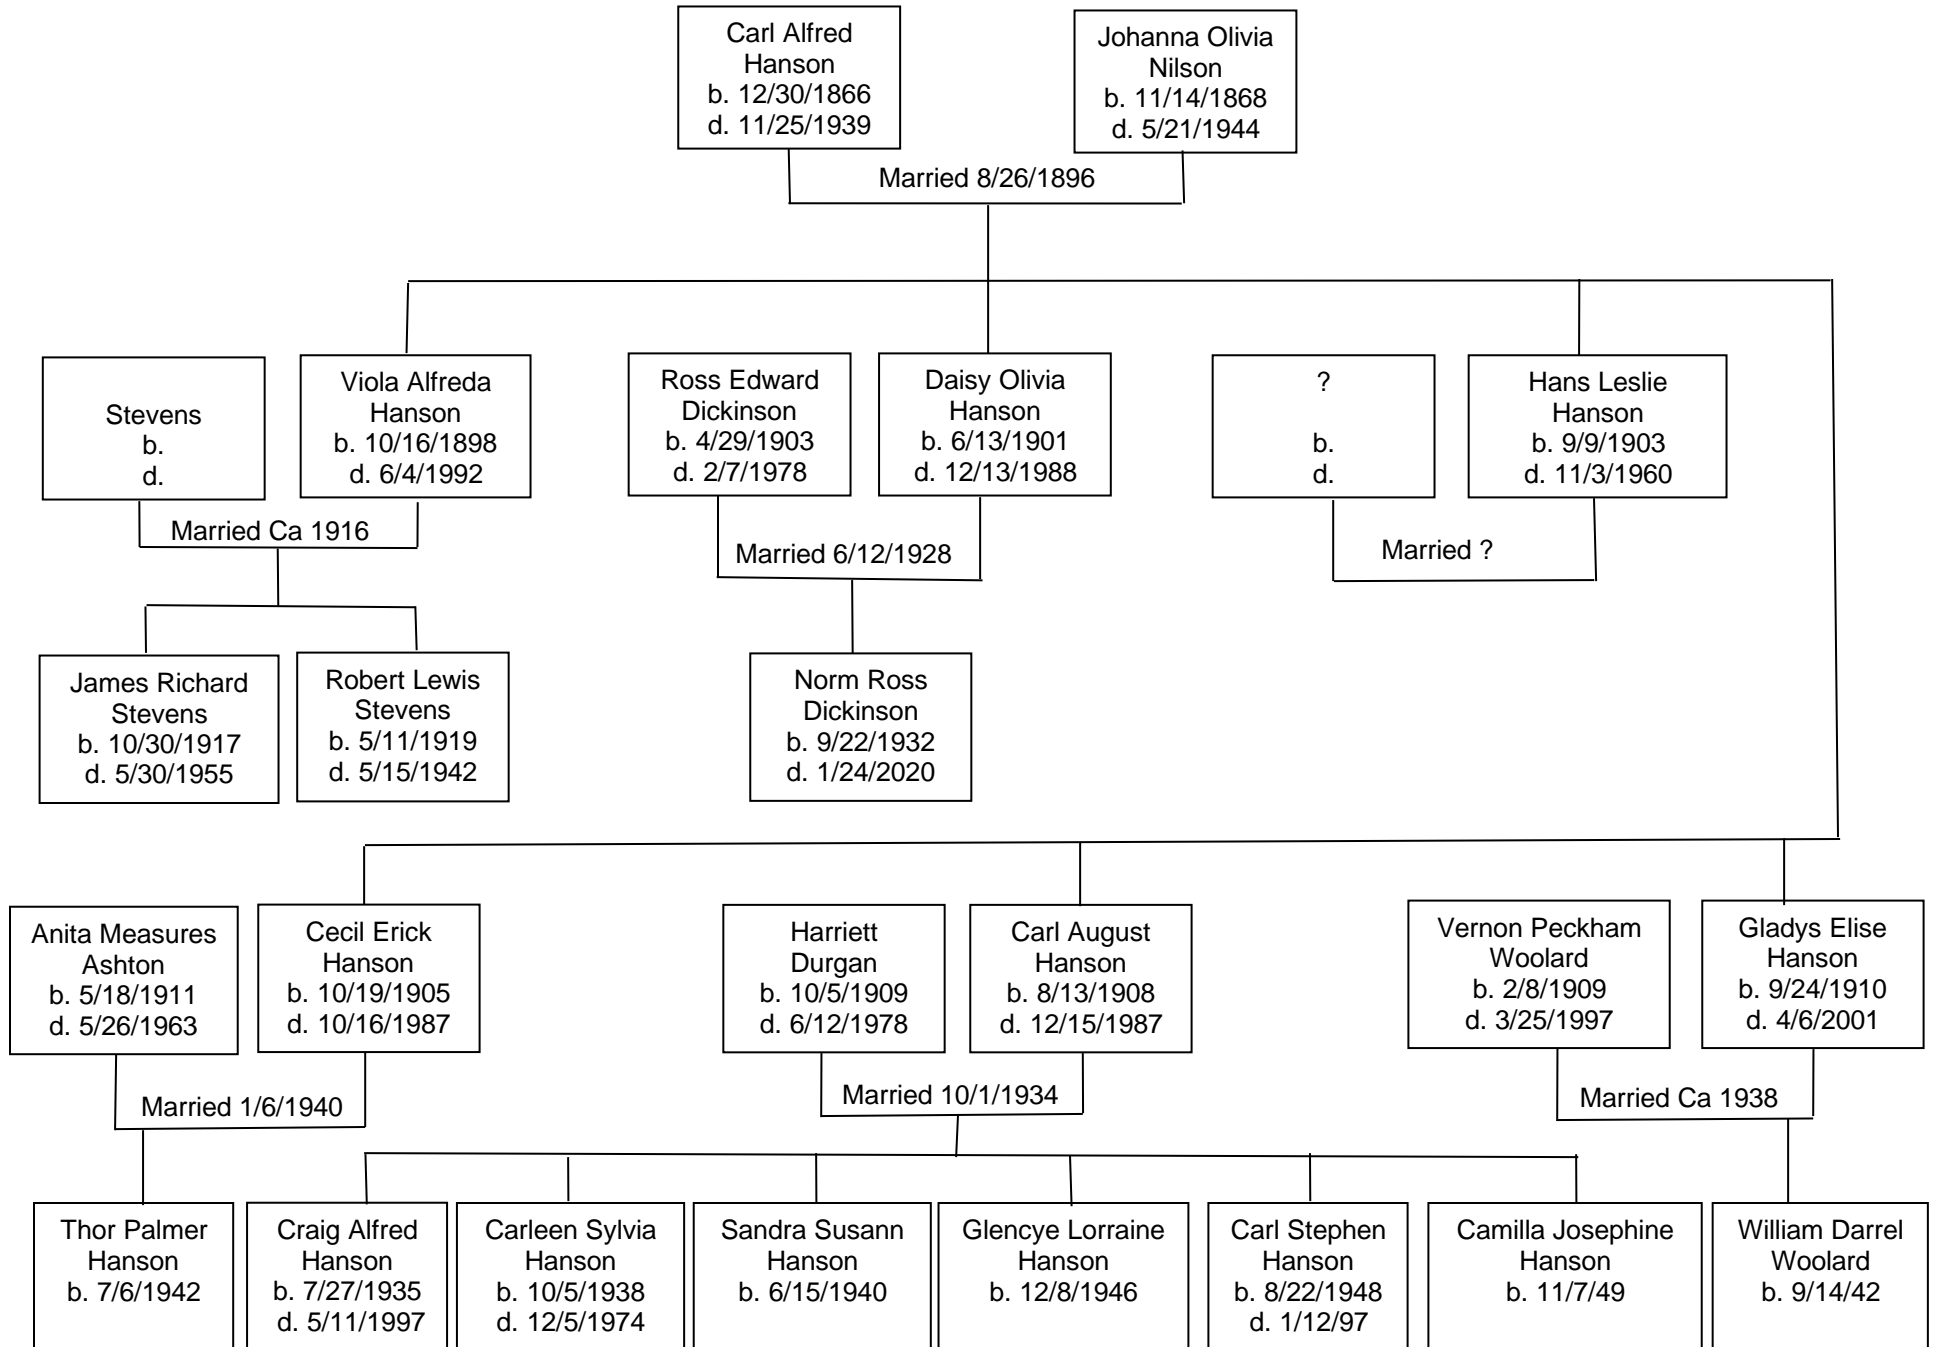 Carl Alfred
Hanson
b. 12/30/1866
d. 11/25/1939
Johanna Olivia
Nilson
b. 11/14/1868
d. 5/21/1944
Married 8/26/1896
Stevens
b.
d.
Viola Alfreda
Hanson
b. 10/16/1898
d. 6/4/1992
Ross Edward
Dickinson
b. 4/29/1903
d. 2/7/1978
Daisy Olivia
Hanson
b. 6/13/1901
d. 12/13/1988
?
b.
d.
Hans Leslie
Hanson
b. 9/9/1903
d. 11/3/1960
Married Ca 1916
Married 6/12/1928
Married ?
James Richard
Stevens
b. 10/30/1917
d. 5/30/1955
Robert Lewis
Stevens
b. 5/11/1919
d. 5/15/1942
Norm Ross
Dickinson
b. 9/22/1932
d. 1/24/2020
Anita Measures
Ashton
b. 5/18/1911
d. 5/26/1963
Cecil Erick
Hanson
b. 10/19/1905
d. 10/16/1987
Harriett
Durgan
b. 10/5/1909
d. 6/12/1978
Carl August
Hanson
b. 8/13/1908
d. 12/15/1987
Vernon Peckham
Woolard
b. 2/8/1909
d. 3/25/1997
Gladys Elise
Hanson
b. 9/24/1910
d. 4/6/2001
Married 1/6/1940
Married 10/1/1934
Married Ca 1938
Thor Palmer
Hanson
b. 7/6/1942
Craig Alfred
Hanson
b. 7/27/1935
d. 5/11/1997
Carleen Sylvia
Hanson
b. 10/5/1938
d. 12/5/1974
Sandra Susann
Hanson
b. 6/15/1940
Glencye Lorraine
Hanson
b. 12/8/1946
Carl Stephen
Hanson
b. 8/22/1948
d. 1/12/97
Camilla Josephine
Hanson
b. 11/7/49
William Darrel
Woolard
b. 9/14/42